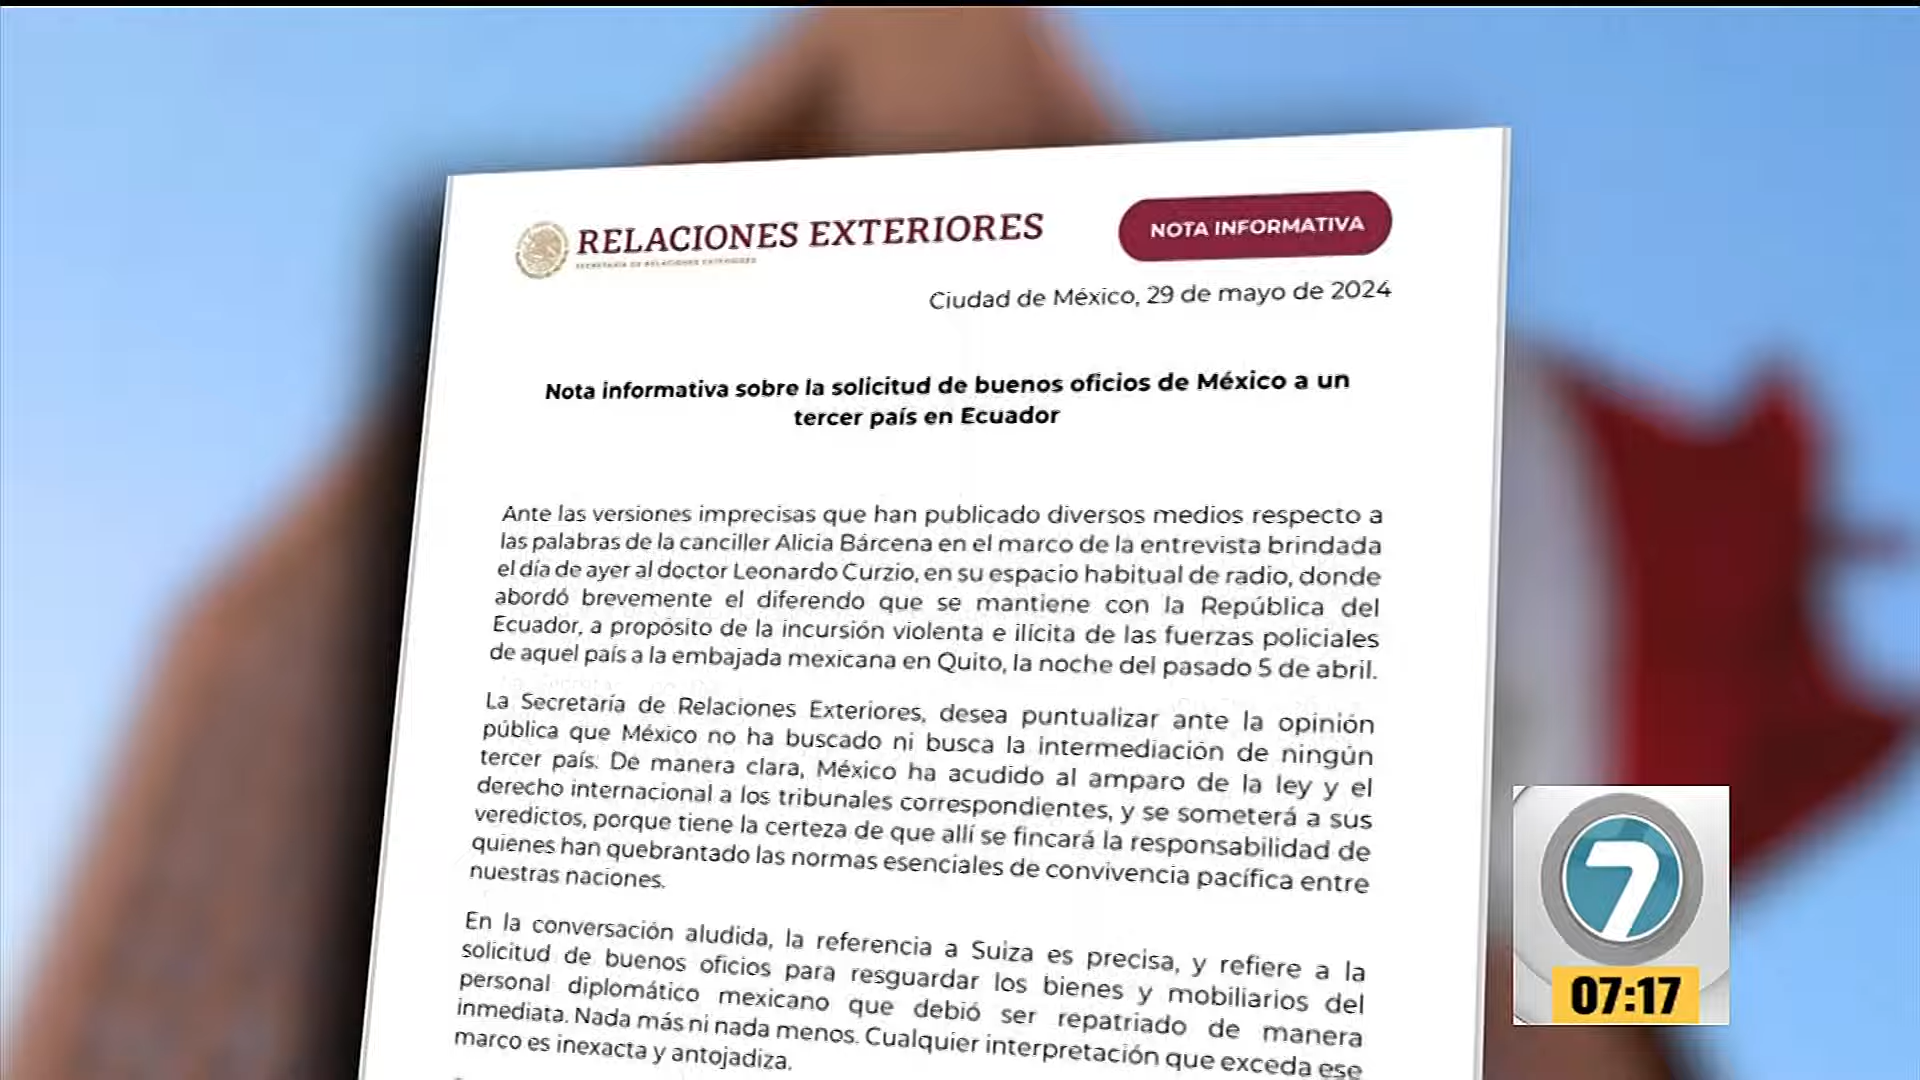 RELACIONES EXTERIORES
SECRETARÍA DE RELACIONES EXTERIORES
NOTA INFORMATIVA
Ciudad de México, 29 de mayo de 2024
Nota informativa sobre la solicitud de buenos oficios de México a un
tercer país en Ecuador
Ante las versiones imprecisas que han publicado diversos medios respecto a
las palabras de la canciller Alicia Bárcena en el marco de la entrevista brindada
el día de ayer al doctor Leonardo Curzio, en su espacio habitual de radio, donde
abordó brevemente el diferendo que se mantiene con la República del
Ecuador, a propósito de la incursión violenta e ilícita de las fuerzas policiales
de aquel país a la embajada mexicana en Quito, la noche del pasado 5 de abril.
La Secretaría de Relaciones Exteriores, desea puntualizar ante la opinión
pública que México no ha buscado ni busca la intermediación de ningún
tercer país. De manera clara, México ha acudido al amparo de la ley y el
derecho internacional a los tribunales correspondientes, y se someterá a sus
veredictos, porque tiene la certeza de que allí se fincará la responsabilidad de
quienes han quebrantado las normas esenciales de convivencia pacífica entre
nuestras naciones.
En la conversación aludida, la referencia a Suiza es precisa, y refiere a la
solicitud de buenos oficios para resguardar los bienes y mobiliarios del
personal diplomático mexicano que debió ser repatriado de manera
inmediata. Nada más ni nada menos. Cualquier interpretación que exceda ese
marco es inexacta y antojadiza.
7
07:17